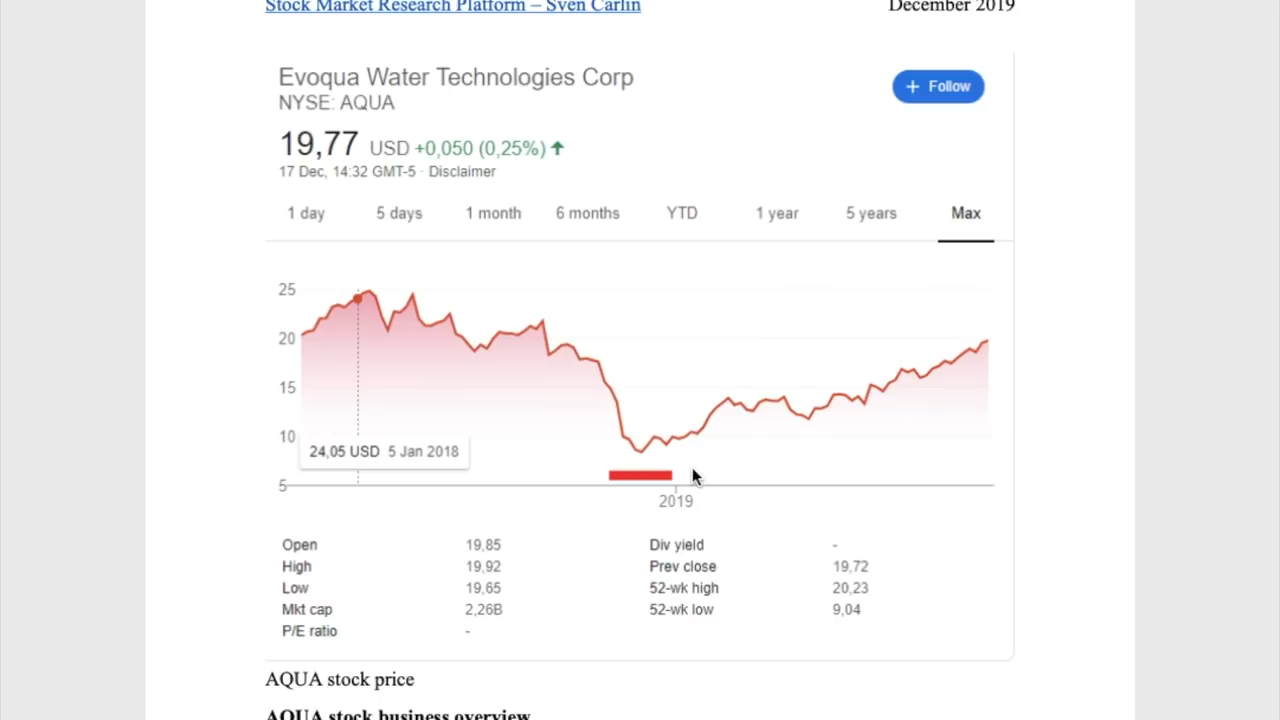 Stock Market Research Platform – Sven Carlin December 2019
Evoqua Water Technologies Corp
+ Follow
NYSE: AQUA
19,77 USD +0,050 (0,25%)
17 Dec, 14:32 GMT-5 · Disclaimer
1 day 5 days 1 month 6 months YTD 1 year 5 years Max
25
20
15
10
24,05 USD 5 Jan 2018
5
2019
Open 19,85 Div yield -
High 19,92 Prev close 19,72
Low 19,65 52-wk high 20,23
Mkt cap 2,26B 52-wk low 9,04
P/E ratio -
AQUA stock price
AQUA stock business overview